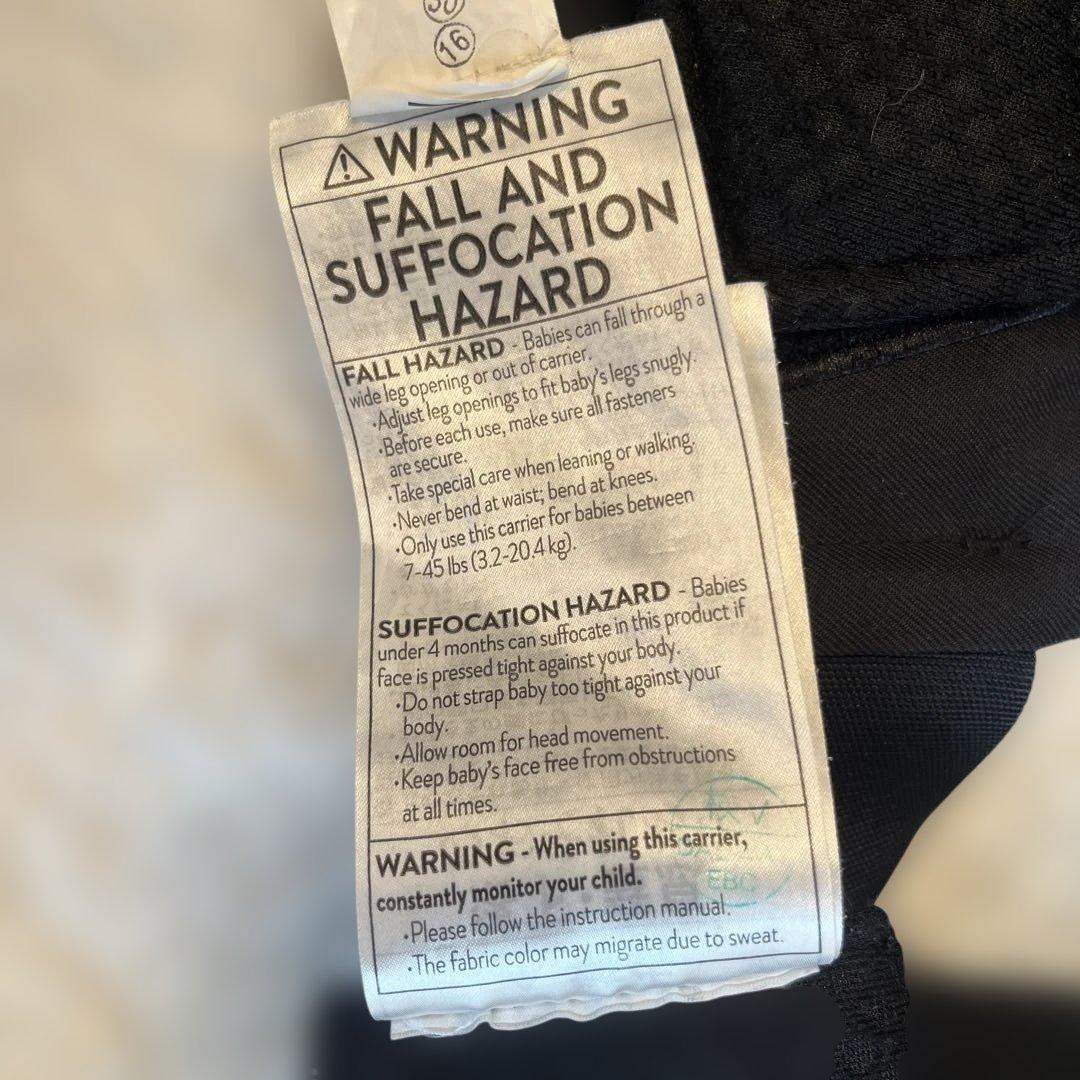 16
WARNING
FALL AND
SUFFOCATION
HAZARD
FALL HAZARD - Babies can fall through a
wide leg opening or out of carrier.
•Adjust leg openings to fit baby's legs snugly.
•Before each use, make sure all fasteners
are secure.
•Take special care when leaning or walking.
•Never bend at waist; bend at knees.
•Only use this carrier for babies between
7-45 lbs (3.2-20.4 kg).
SUFFOCATION HAZARD - Babies
under 4 months can suffocate in this product if
face is pressed tight against your body.
•Do not strap baby too tight against your
body.
•Allow room for head movement.
•Keep baby's face free from obstructions
at all times.
WARNING - When using this carrier,
constantly monitor your child.
•Please follow the instruction manual.
•The fabric color may migrate due to sweat.